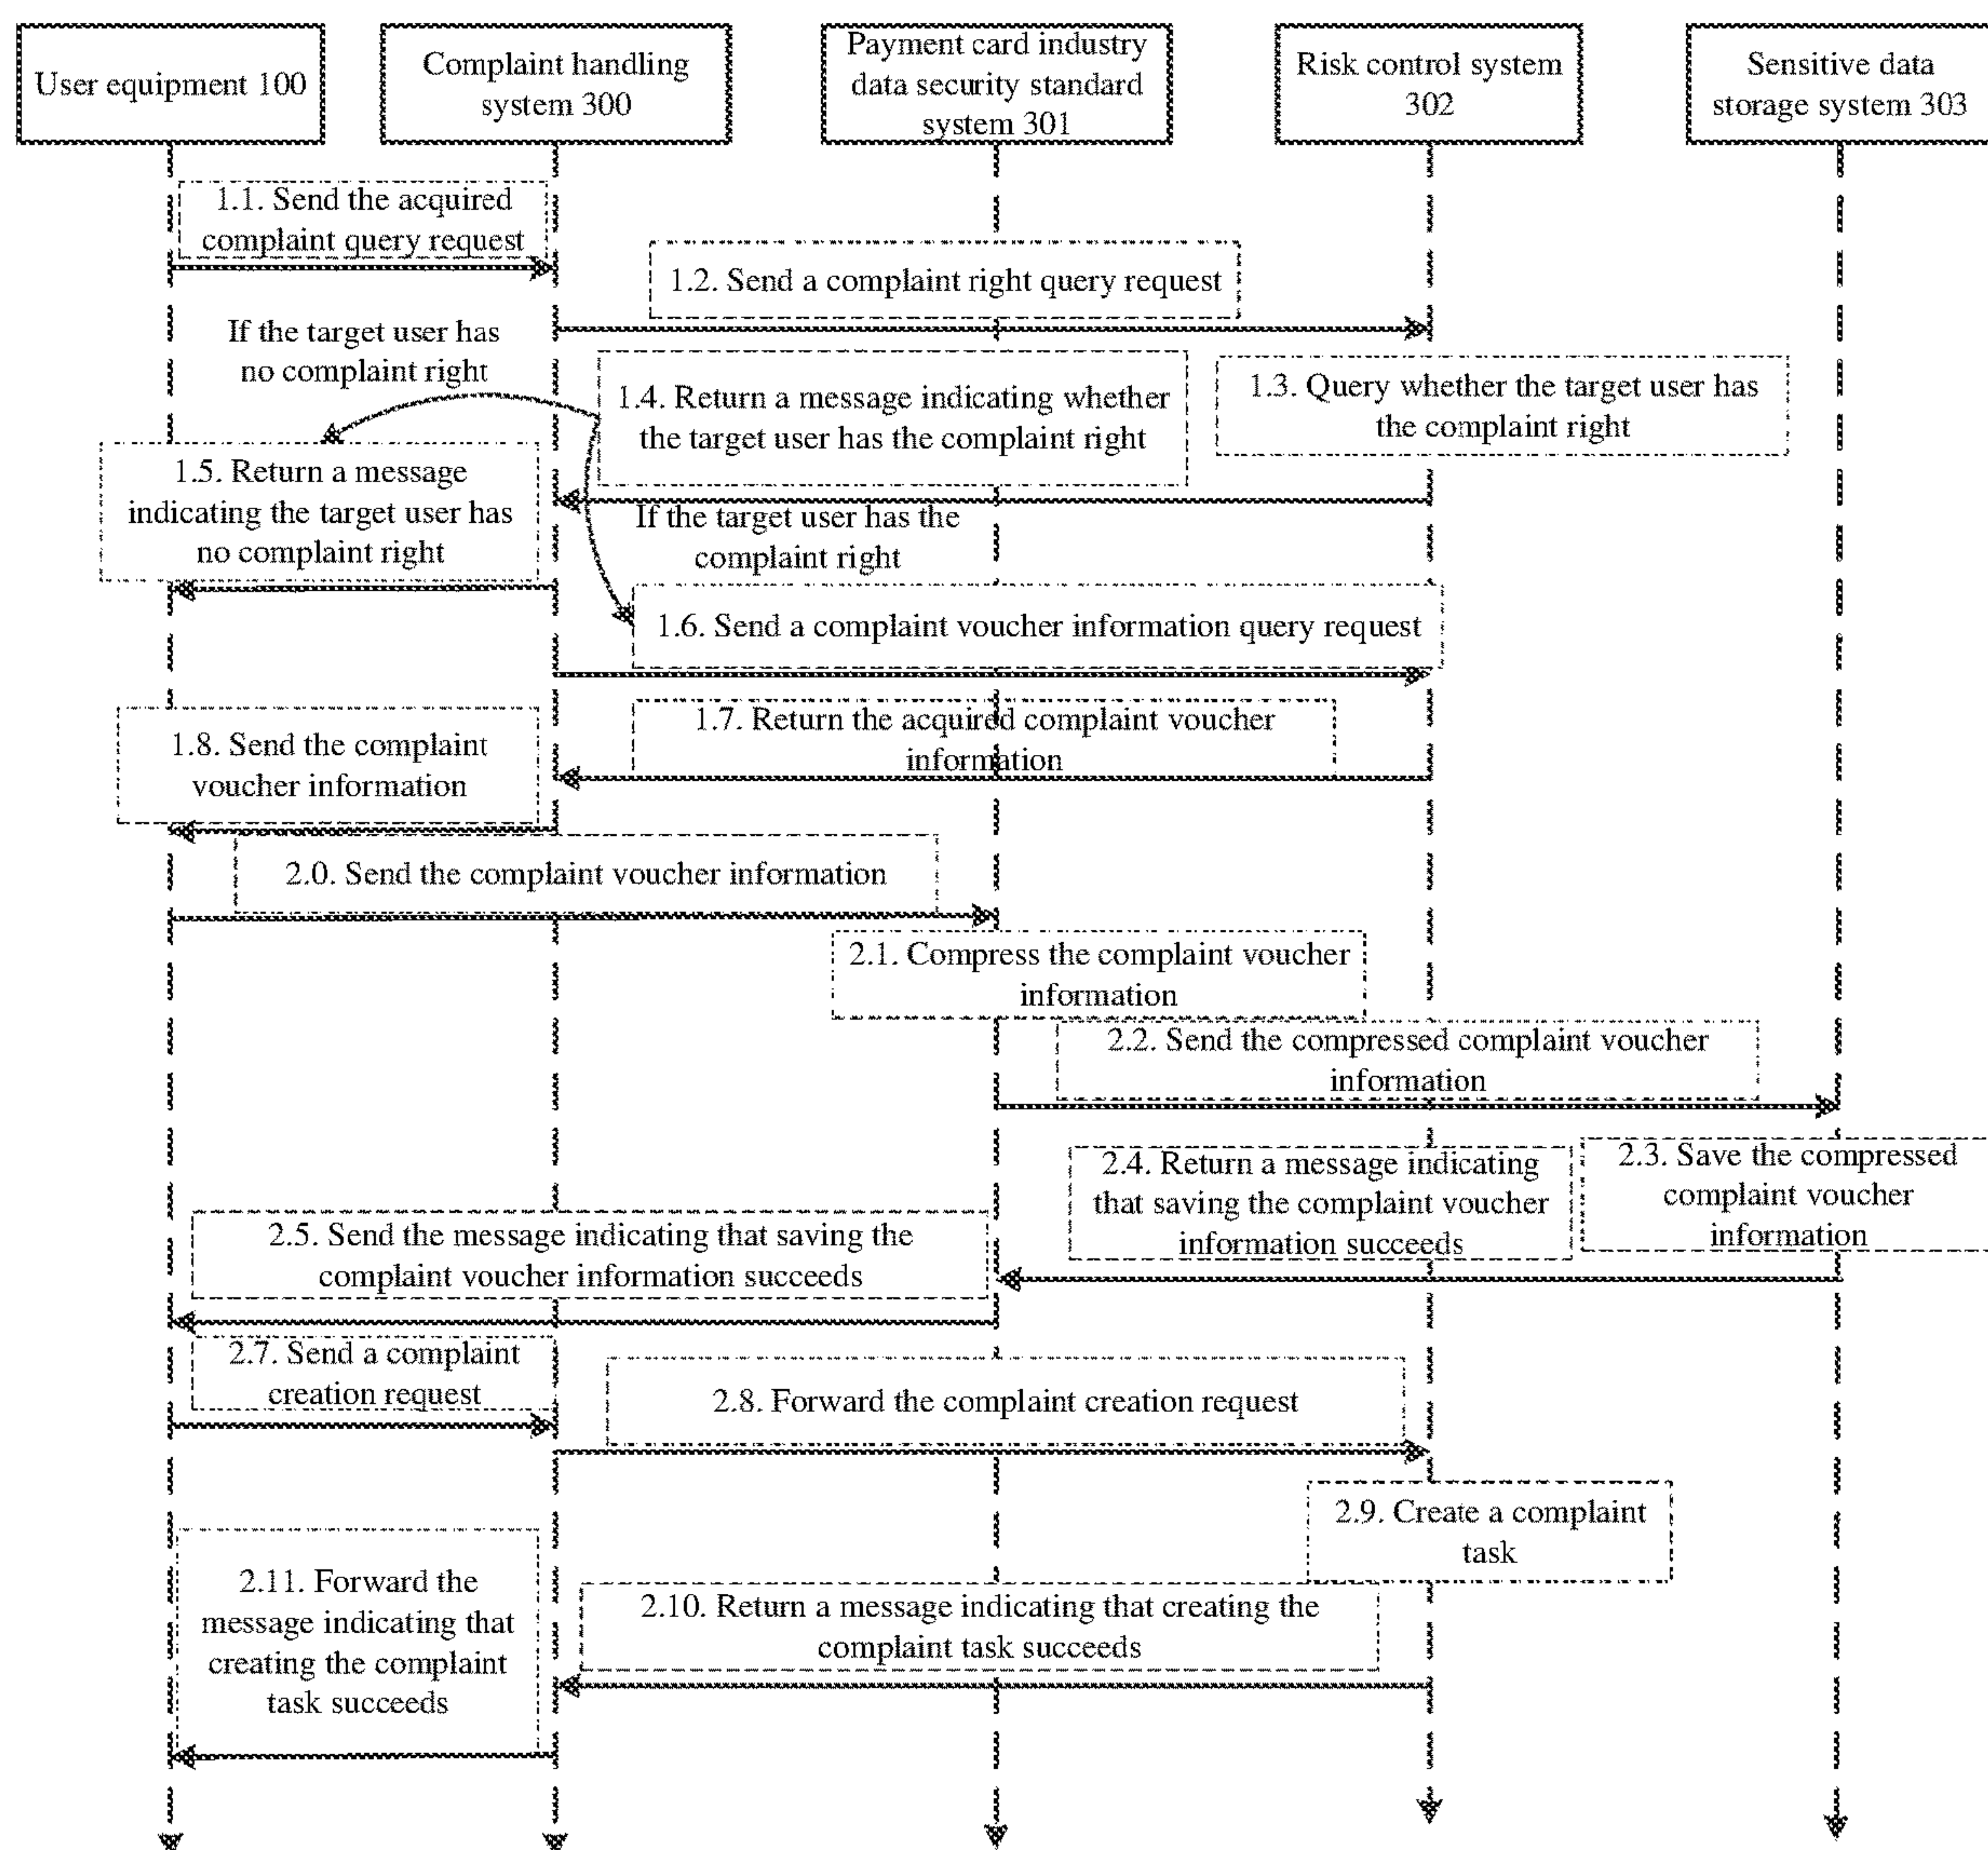 User equipment 100
Complaint handling
system 300
Payment card industry
data security standard
system 301
Risk control system
302
Sensitive data
storage system 303
1.1. Send the acquired
complaint query request
1.2. Send a complaint right query request
If the target user has
no complaint right
1.4. Return a message indicating whether
the target user has the complaint right
1.3. Query whether the target user has
the complaint right
1.5. Return a message
indicating the target user has
no complaint right
If the target user has the
complaint right
1.6. Send a complaint voucher information query request
1.7. Return the acquired complaint voucher
information
1.8. Send the complaint
voucher information
2.0. Send the complaint voucher information
2.1. Compress the complaint voucher
information
2.2. Send the compressed complaint voucher
information
2.4. Return a message indicating
that saving the complaint voucher
information succeeds
2.3. Save the compressed
complaint voucher
information
2.5. Send the message indicating that saving the
complaint voucher information succeeds
2.7. Send a complaint
creation request
2.8. Forward the complaint creation request
2.9. Create a complaint
task
2.11. Forward the
message indicating that
creating the complaint
task succeeds
2.10. Return a message indicating that creating the
complaint task succeeds